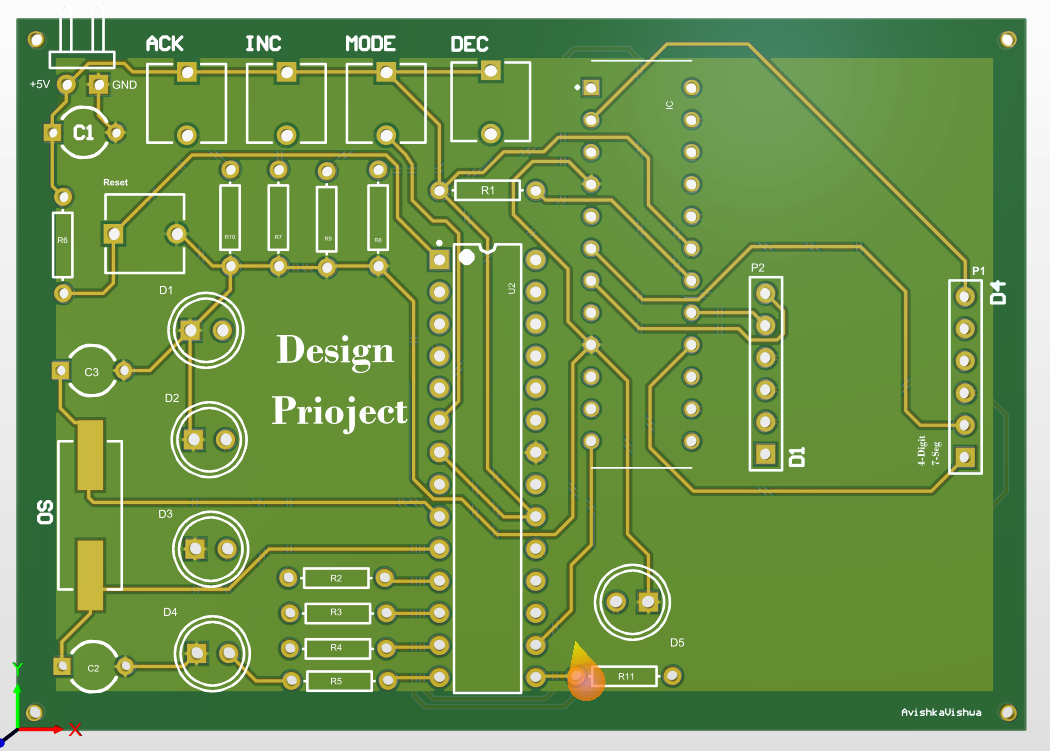 ACK INC MODE DEC
+5V GND
IC
C1
Reset
R1
R6 R10 R7 R9 R8
U2
P2
P1
D4
D1
Design
Prioject
C3
D2
D1
4-Digit
7-Seg
OS
D3
R2
R3
D4
R4
D5
C2
R5
R11
AvishkaVishwa
Y
X